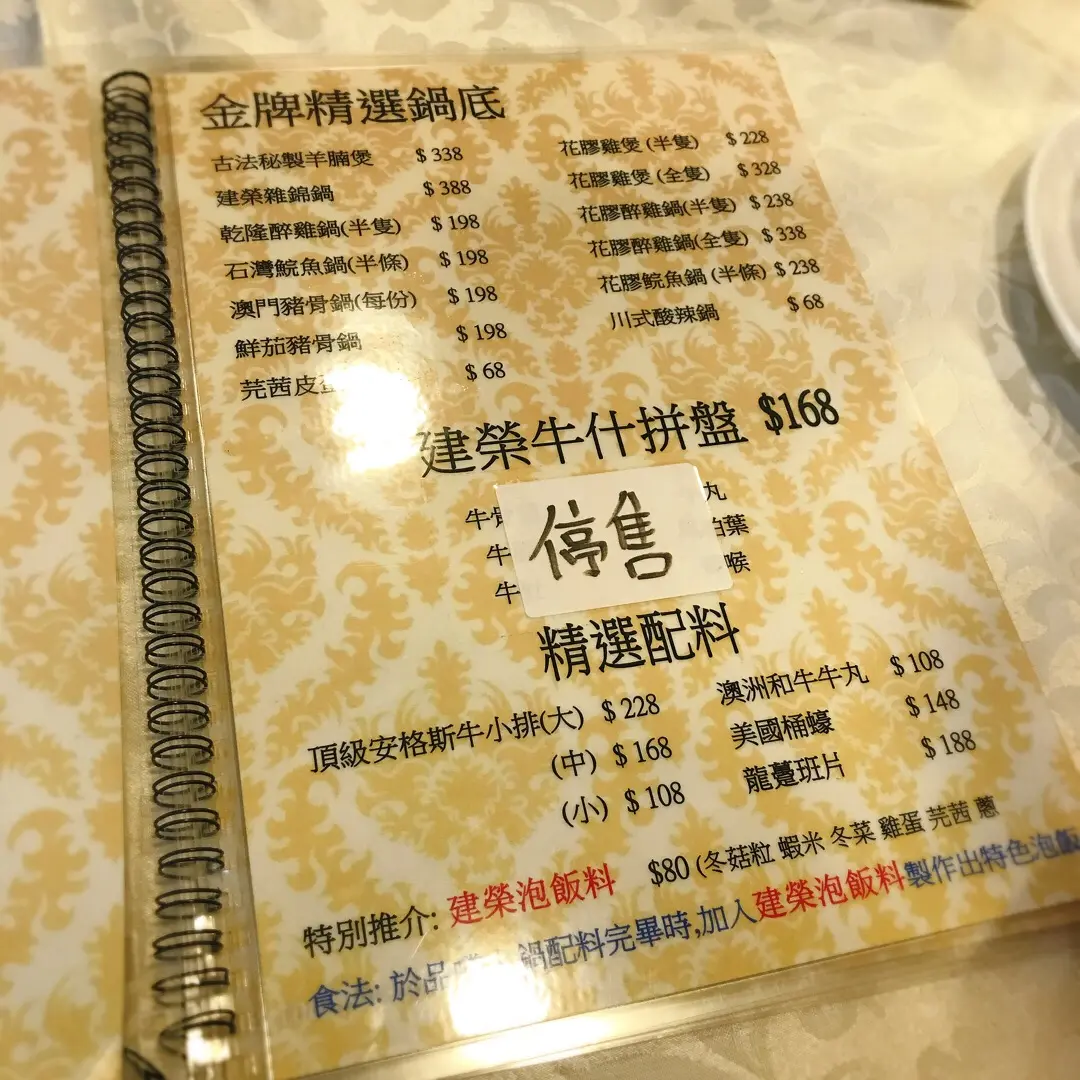 金牌精選鍋底
古法秘製羊腩煲 $338
建榮雜錦鍋 $388
乾隆醉雞鍋(半隻) $198
石灣鯇魚鍋(半條) $198
澳門豬骨鍋(每份) $198
鮮茄豬骨鍋 $198
芫茜皮 $68
花膠雞煲(半隻) $228
花膠雞煲(全隻) $328
花膠醉雞鍋(半隻) $238
花膠醉雞鍋(全隻) $338
花膠鯇魚鍋(半條) $238
川式酸辣鍋 $68
建榮牛什拼盤 $168
牛 丸
牛 葉
牛 喉
停售
精選配料
頂級安格斯牛小排(大) $228
(中) $168
(小) $108
澳洲和牛牛丸 $108
美國桶蠔 $148
龍躉班片 $188
特別推介: 建榮泡飯料 $80 (冬菇粒 蝦米 冬菜 雞蛋 芫茜 蔥
食法: 於品 鍋配料完畢時,加入建榮泡飯料製作出特色泡飯